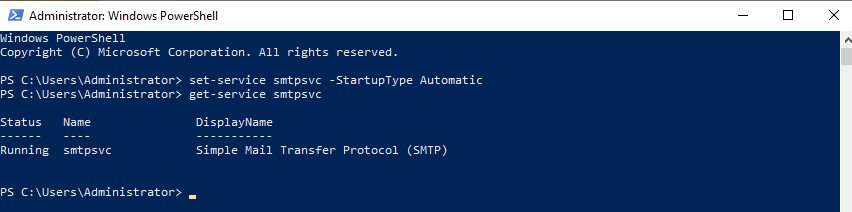 Administrator: Windows PowerShell
Windows PowerShell
Copyright (C) Microsoft Corporation. All rights reserved.
PS C:\Users\Administrator> set-service smtpsvc -StartupType Automatic
PS C:\Users\Administrator> get-service smtpsvc
Status   Name               DisplayName
------   ----               -----------
Running  smtpsvc            Simple Mail Transfer Protocol (SMTP)
PS C:\Users\Administrator>